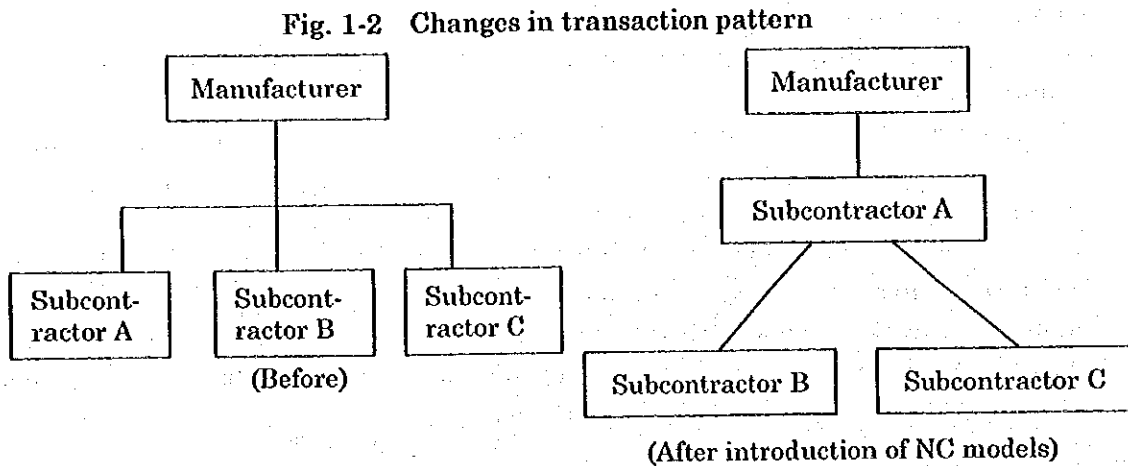 Fig. 1-2 Changes in transaction pattern
Manufacturer
Subcont-
ractor A
Subcont-
ractor B
Subcont-
ractor C
(Before)
Manufacturer
Subcontractor A
Subcontractor B
Subcontractor C
(After introduction of NC models)